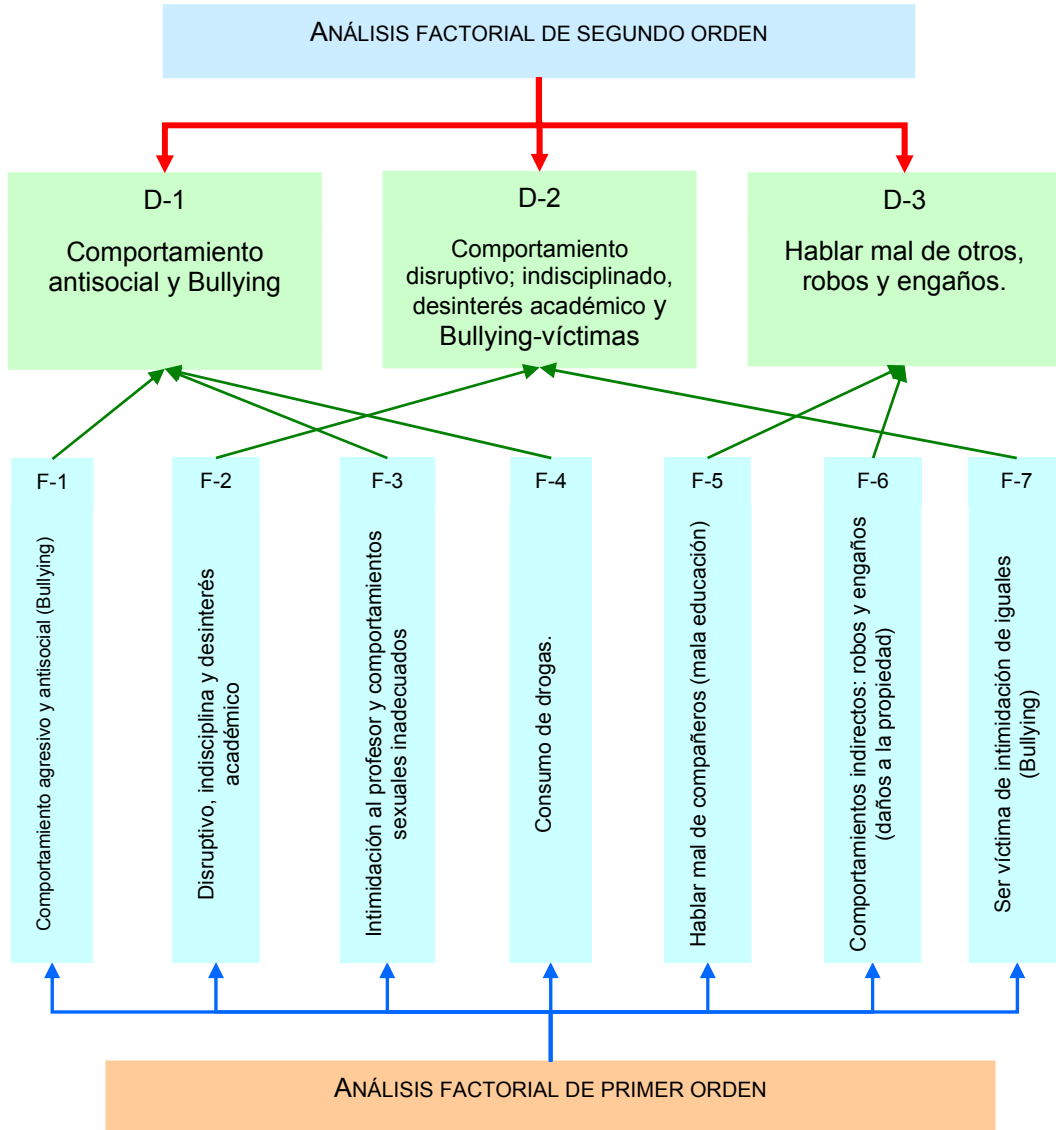 ANÁLISIS FACTORIAL DE SEGUNDO ORDEN
D-1
Comportamiento
antisocial y Bullying
D-2
Comportamiento
disruptivo; indisciplinado,
desinterés académico y
Bullying-víctimas
D-3
Hablar mal de otros,
robos y engaños.
F-1
Comportamiento agresivo y antisocial (Bullying)
F-2
Disruptivo, indisciplina y desinterés
académico
F-3
Intimidación al profesor y comportamientos
sexuales inadecuados
F-4
Consumo de drogas.
F-5
Hablar mal de compañeros (mala educación)
F-6
Comportamientos indirectos: robos y engaños
(daños a la propiedad)
F-7
Ser víctima de intimidación de iguales
(Bullying)
ANÁLISIS FACTORIAL DE PRIMER ORDEN